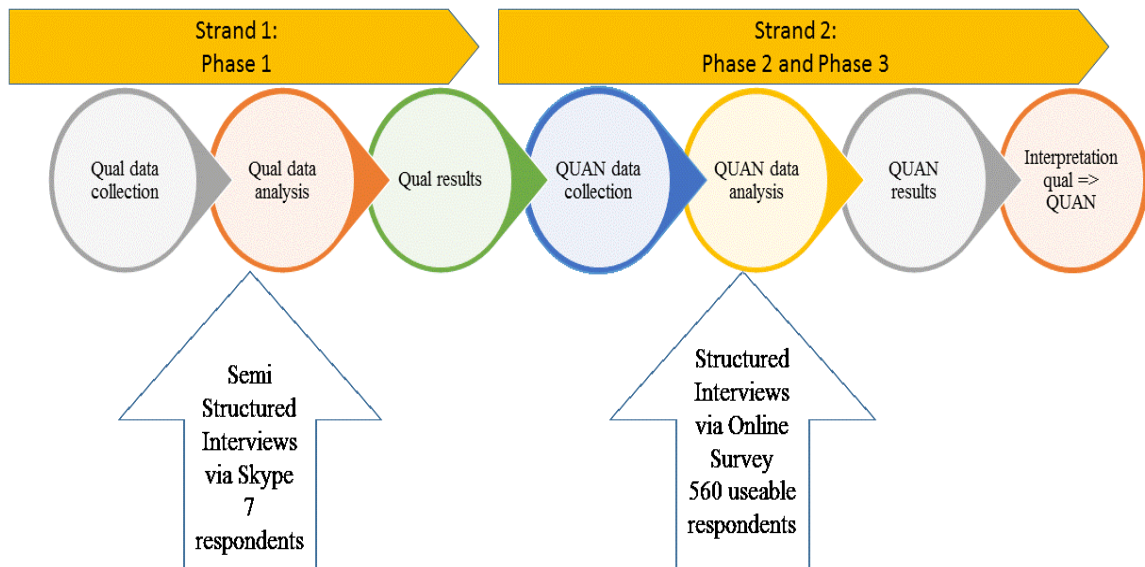 Strand 1:
Phase 1
Strand 2:
Phase 2 and Phase 3
Qual data
collection
Qual data
analysis
Qual results
QUAN data
collection
QUAN data
analysis
QUAN
results
Interpretation
qual =>
QUAN
Semi
Structured
Interviews
via Skype
7
respondents
Structured
Interviews
via Online
Survey
560 useable
respondents